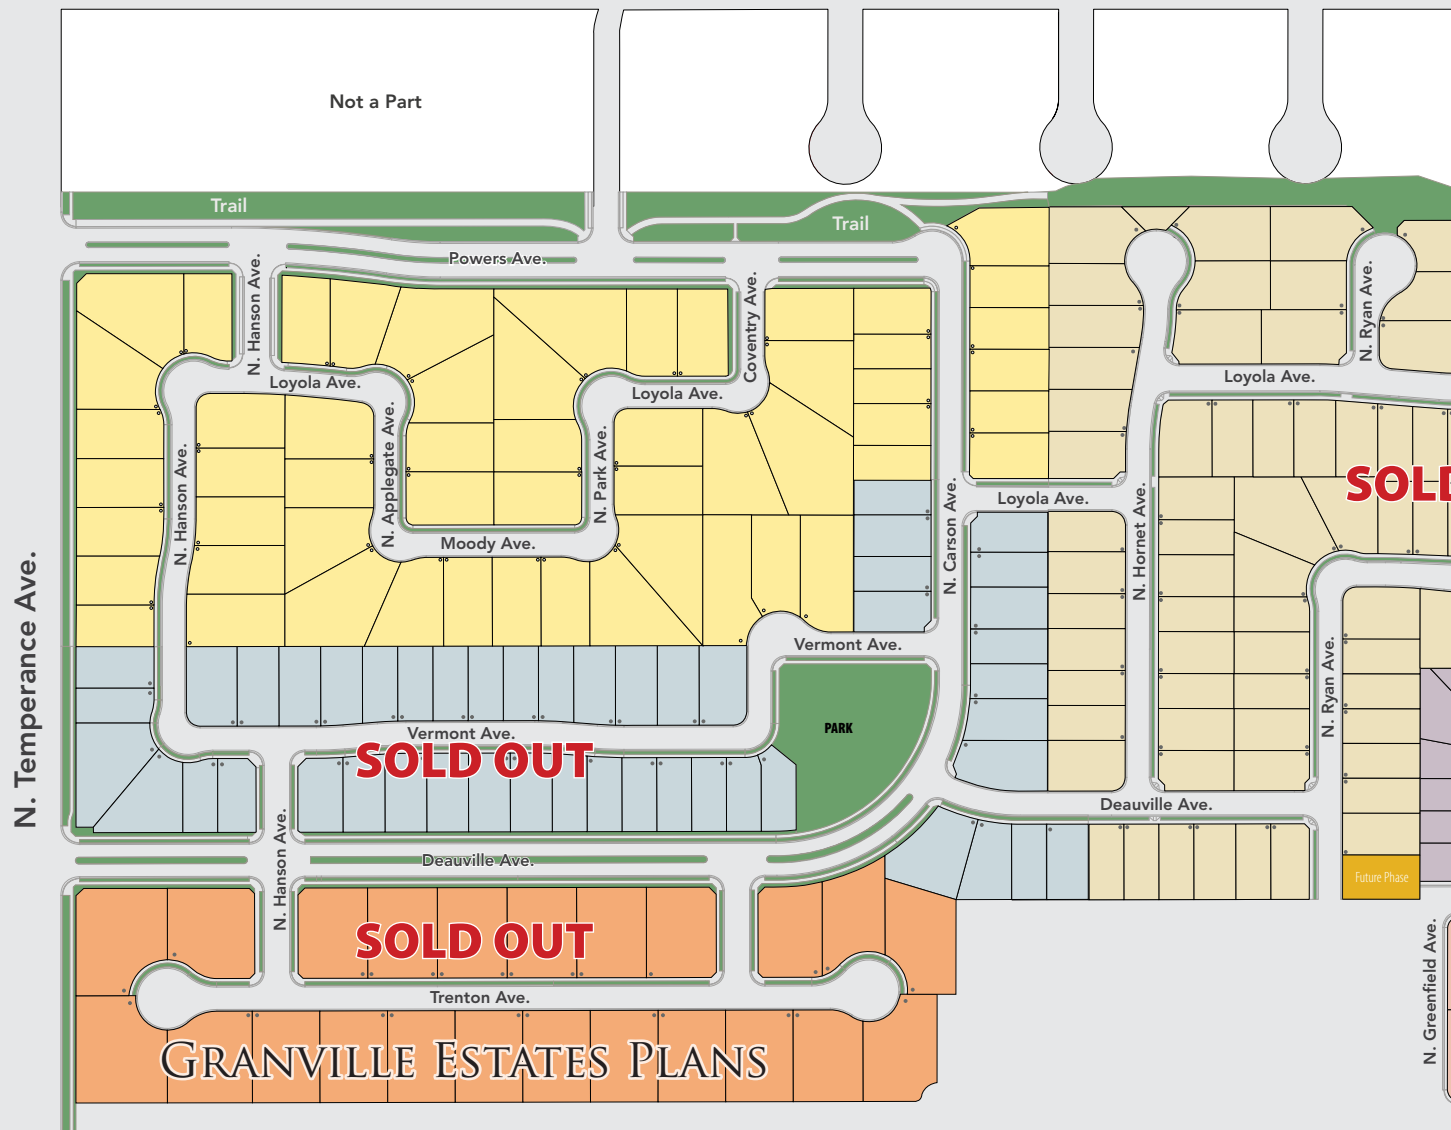 Not a Part
Trail
Trail
Powers Ave.
N. Hanson Ave.
Coventry Ave.
N. Ryan Ave.
Loyola Ave.
Loyola Ave.
Loyola Ave.
N. Applegate Ave.
N. Park Ave.
N. Hanson Ave.
SOLD
Loyola Ave.
N. Carson Ave.
N. Hornet Ave.
Moody Ave.
N. Temperance Ave.
Vermont Ave.
N. Ryan Ave.
PARK
Vermont Ave.
SOLD OUT
Deauville Ave.
N. Hanson Ave.
Deauville Ave.
Future Phase
SOLD OUT
N. Greenfield Ave.
Trenton Ave.
GRANVILLE ESTATES PLANS